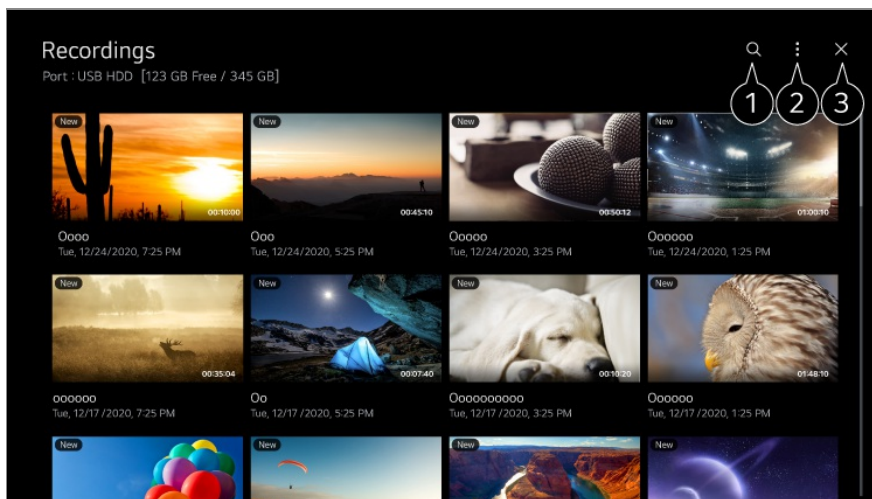 Recordings
Port : USB HDD [123 GB Free / 345 GB]
1 2 3
New New New New
00:10:00 00:45:10 00:50:12 01:00:10
Oooo Ooo Ooooo Oooooo
Tue, 12/24/2020, 7:25 PM Tue, 12/24/2020, 5:25 PM Tue, 12/24/2020, 3:25 PM Tue, 12/24/2020, 1:25 PM
New New New New
00:35:04 00:07:40 00:10:20 01:48:10
oooooo Oo Oooooooooo Oooooo
Tue, 12/17 /2020, 7:25 PM Tue, 12/17 /2020, 5:25 PM Tue, 12/17 /2020, 3:25 PM Tue, 12/17 /2020, 1:25 PM
New New New New